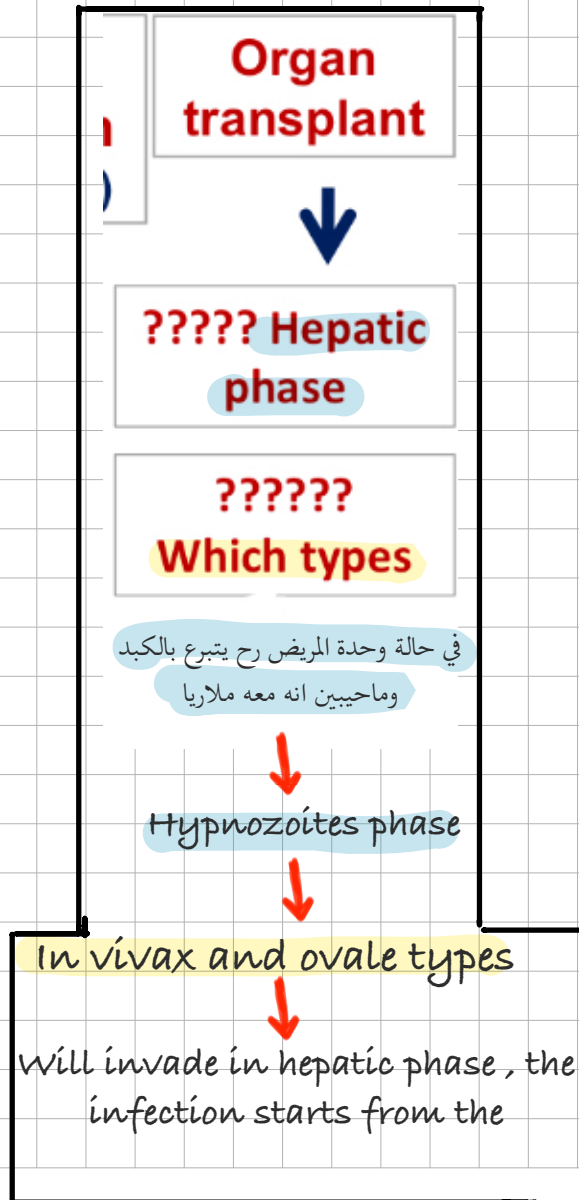 Organ
transplant
????? Hepatic
phase
??????
Which types
في حالة وحدة المريض رح يتبرع بالكبد
وماحيبين انه معه ملاريا
Hypnozoites phase
In vivax and ovale types
Will invade in hepatic phase , the
infection starts from the